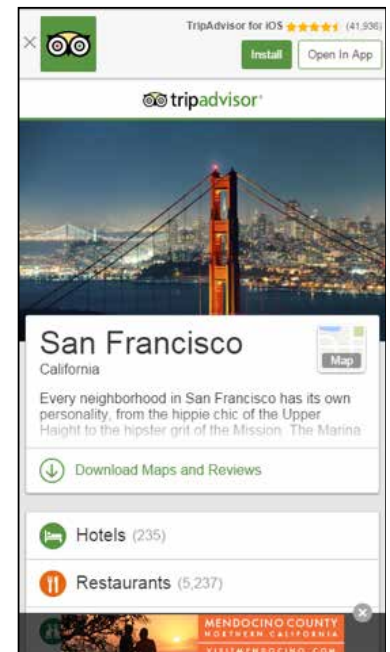 TripAdvisor for iOS (41,936)
Install
Open In App
tripadvisor
San Francisco
California
Map
Every neighborhood in San Francisco has its own
personality, from the hippie chic of the Upper
Haight to the hipster grit of the Mission. The Marina
Download Maps and Reviews
Hotels (235)
Restaurants (5,237)
MENDOCINO COUNTY
NORTHERN CALIFORNIA
VISITMENDOCINO.COM